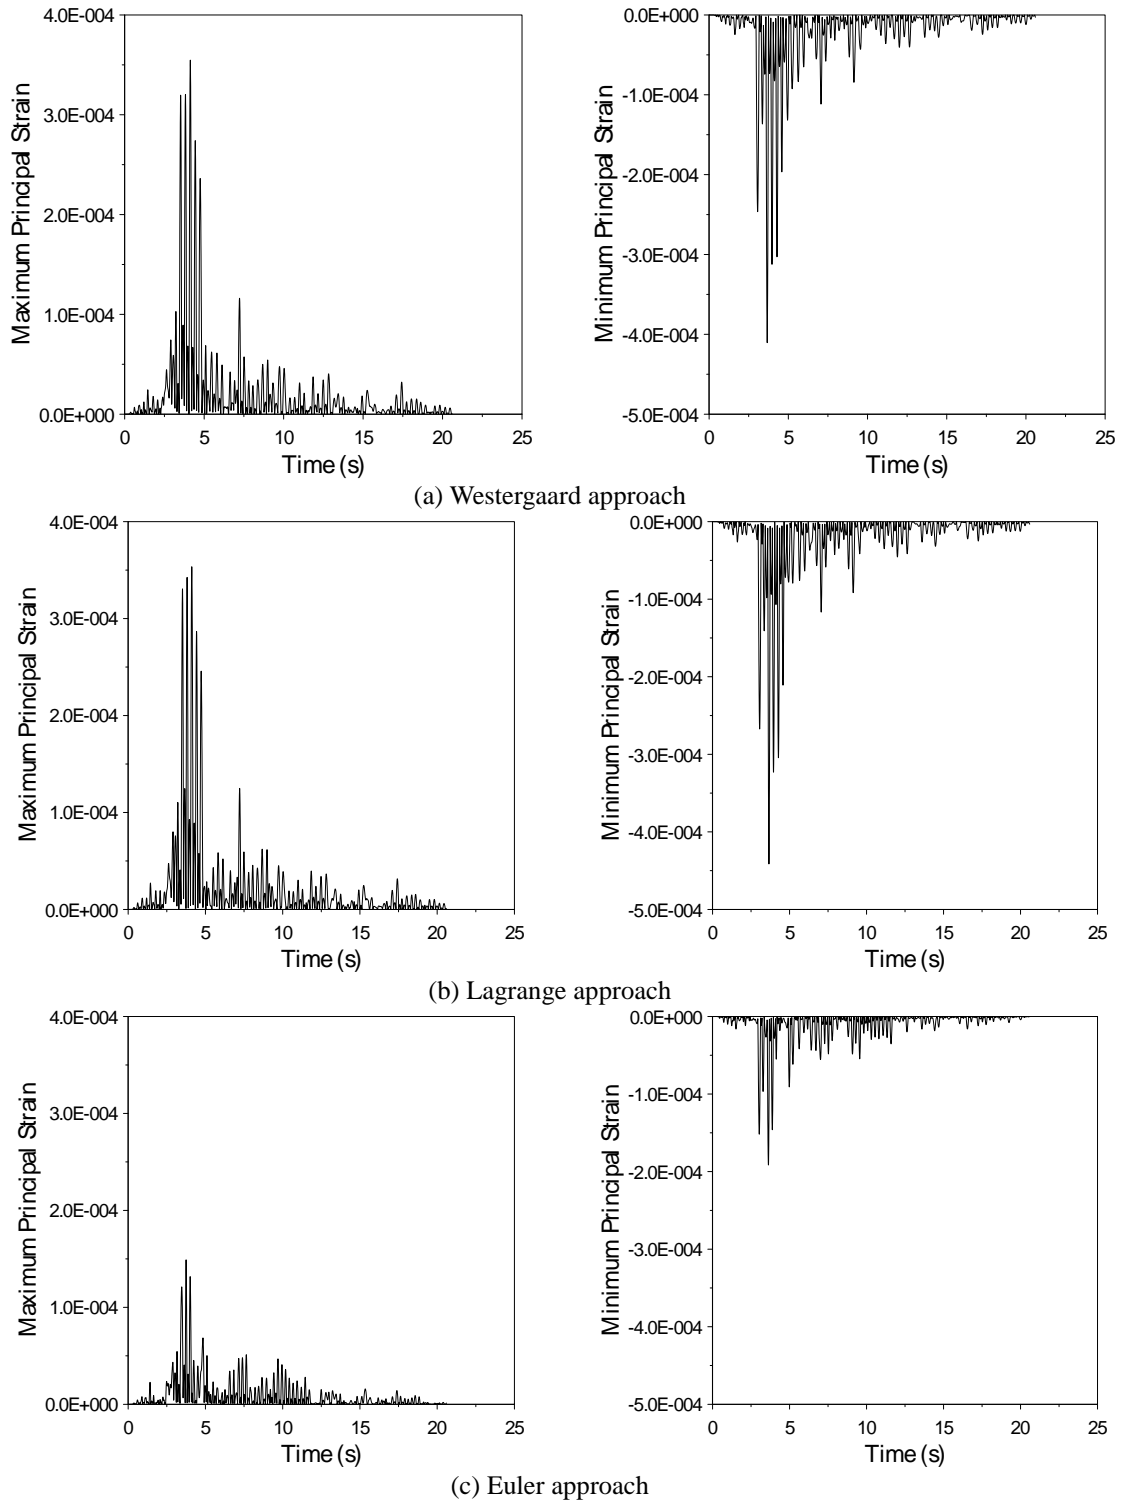 4.0E-004
3.0E-004
2.0E-004
1.0E-004
0.0E+000
Maximum Principal Strain
0 5 10 15 20 25
Time (s)
0.0E+000
-1.0E-004
-2.0E-004
-3.0E-004
-4.0E-004
-5.0E-004
Minimum Principal Strain
0 5 10 15 20 25
Time (s)
(a) Westergaard approach
4.0E-004
3.0E-004
2.0E-004
1.0E-004
0.0E+000
Maximum Principal Strain
0 5 10 15 20 25
Time (s)
0.0E+000
-1.0E-004
-2.0E-004
-3.0E-004
-4.0E-004
-5.0E-004
Minimum Principal Strain
0 5 10 15 20 25
Time (s)
(b) Lagrange approach
4.0E-004
3.0E-004
2.0E-004
1.0E-004
0.0E+000
Maximum Principal Strain
0 5 10 15 20 25
Time (s)
0.0E+000
-1.0E-004
-2.0E-004
-3.0E-004
-4.0E-004
-5.0E-004
Minimum Principal Strain
0 5 10 15 20 25
Time (s)
(c) Euler approach